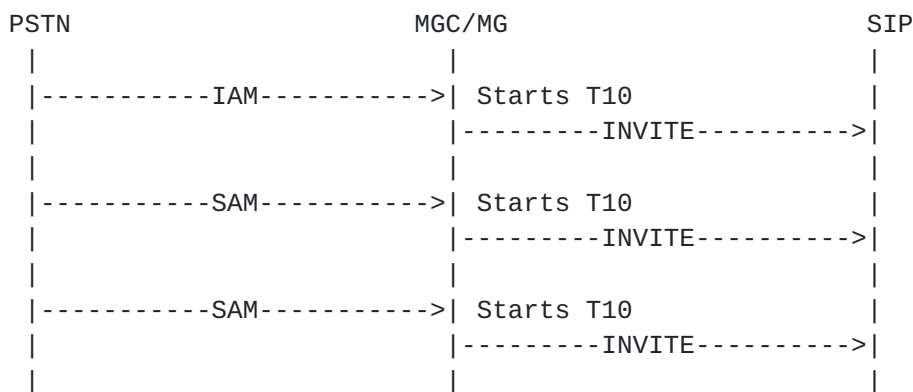 PSTN MGC/MG SIP
| | |
|-----------IAM----------->| Starts T10 |
| |---------INVITE---------->|
| | |
|-----------SAM----------->| Starts T10 |
| |---------INVITE---------->|
| | |
|-----------SAM----------->| Starts T10 |
| |---------INVITE---------->|
| | |